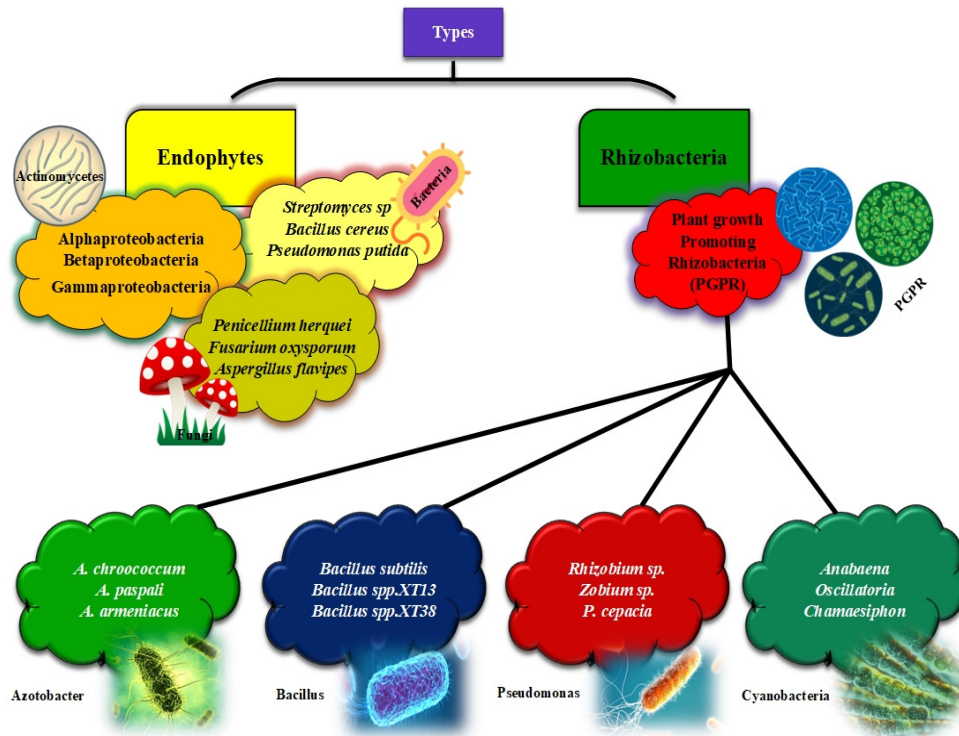 Types
Endophytes
Rhizobacteria
Actinomycetes
Alphaproteobacteria
Betaproteobacteria
Gammaproteobacteria
Streptomyces sp
Bacillus cereus
Pseudomonas putida
Bacteria
Penicellium herquei
Fusarium oxysporum
Aspergillus flavipes
Fungi
Plant growth
Promoting
Rhizobacteria
(PGPR)
PGPR
A. chroococcum
A. paspali
A. armeniacus
Azotobacter
Bacillus subtilis
Bacillus spp.XT13
Bacillus spp.XT38
Bacillus
Rhizobium sp.
Zobium sp.
P. cepacia
Pseudomonas
Anabaena
Oscillatoria
Chamaesiphon
Cyanobacteria